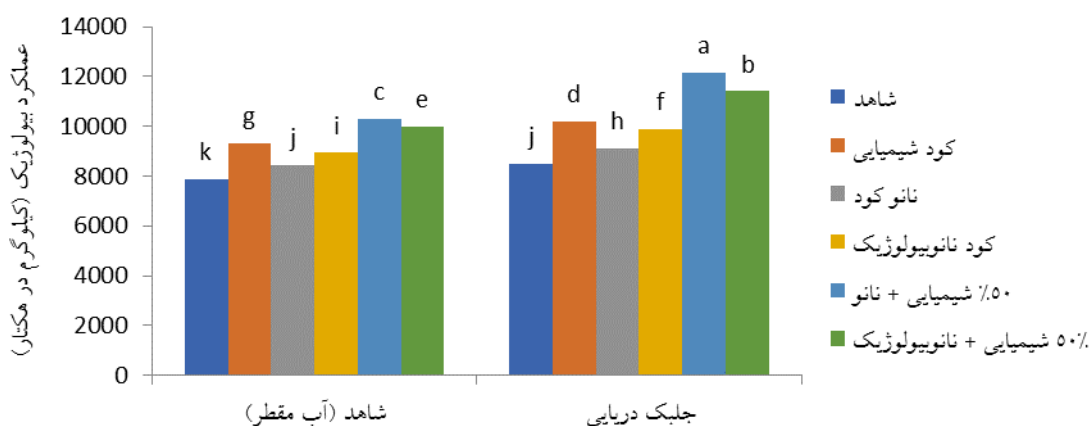 عملکرد بیولوژیک (کیلوگرم در هکتار)
14000
12000
10000
8000
6000
4000
2000
0
k g j i c e
j d h f a b
شاهد (آب مقطر)
جلبک دریایی
شاهد
کود شیمیایی
نانو کود
کود نانوبیولوژیک
۵۰٪ شیمیایی + نانو
۵۰٪ شیمیایی + نانوبیولوژیک